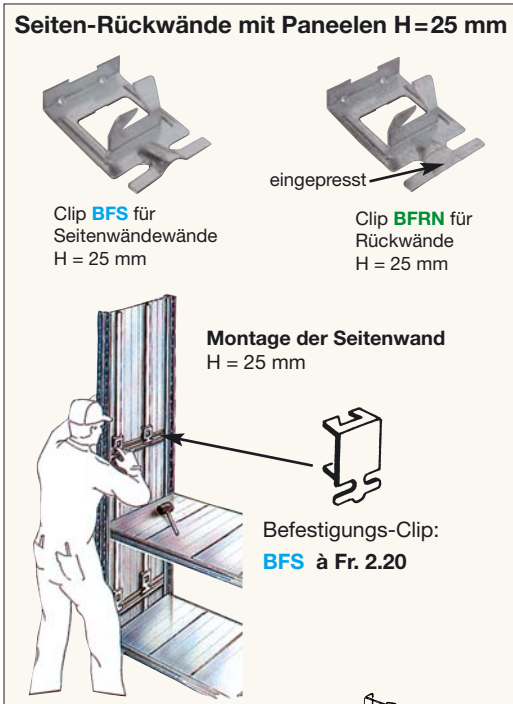 Seiten-Rückwände mit Paneelen H=25 mm
eingepresst
Clip BFS für
Seitenwändewände
H = 25 mm
Clip BFRN für
Rückwände
H = 25 mm
Montage der Seitenwand
H = 25 mm
Befestigungs-Clip:
BFS à Fr. 2.20